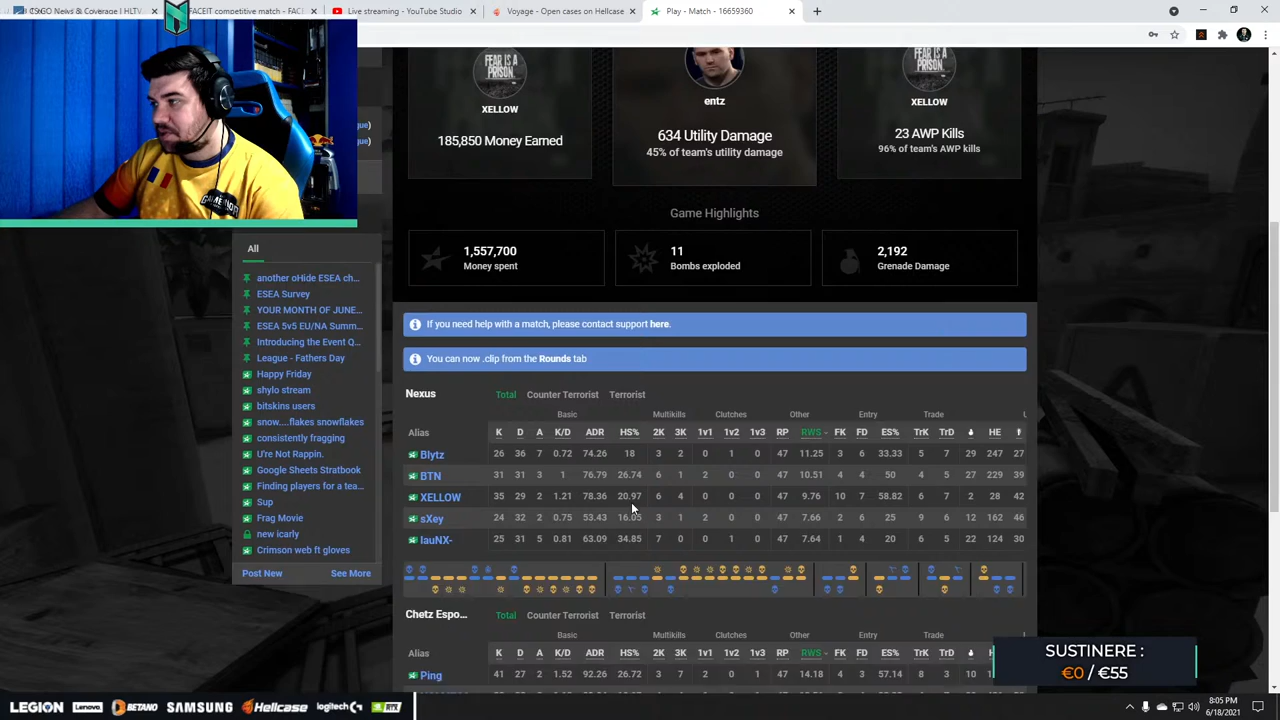 CSGO News & Coverage | HLTV.
FACEIT competitive match - FAC
Live streaming - YouTube Studio
Voyage - Open cases on Hellcase
Play - Match - 16659360
FEAR IS A PRISON.
XELLOW
185,850 Money Earned
entz
634 Utility Damage
45% of team's utility damage
FEAR IS A PRISON.
XELLOW
23 AWP Kills
96% of team's AWP kills
gue)
gue)
Game Highlights
1,557,700
Money spent
11
Bombs exploded
2,192
Grenade Damage
All
another oHide ESEA ch...
ESEA Survey
YOUR MONTH OF JUNE...
ESEA 5v5 EU/NA Summ...
Introducing the Event Q...
League - Fathers Day
Happy Friday
shylo stream
bitskins users
snow....flakes snowflakes
consistently fragging
U're Not Rappin.
Google Sheets Stratbook
Finding players for a tea...
Sup
Frag Movie
new icarly
Crimson web ft gloves
Post New See More
If you need help with a match, please contact support here.
You can now .clip from the Rounds tab
Nexus Total Counter Terrorist Terrorist
Basic Multikills Clutches Other Entry Trade U
Alias K D A K/D ADR HS% 2K 3K 1v1 1v2 1v3 RP RWS FK FD ES% TrK TrD HE
Blytz 26 36 7 0.72 74.26 18 3 2 0 1 0 47 11.25 3 6 33.33 5 7 29 247 27
BTN 31 31 3 1 76.79 26.74 6 1 2 0 0 47 10.51 4 4 50 4 7 27 229 39
XELLOW 35 29 2 1.21 78.36 20.97 6 4 0 0 0 47 9.76 10 7 58.82 6 7 2 28 42
sXey 24 32 2 0.75 53.43 16.05 3 1 2 0 0 47 7.66 2 6 25 9 6 12 162 46
lauNX- 25 31 5 0.81 63.09 34.85 7 0 0 1 0 47 7.64 1 4 20 6 5 22 124 30
Chetz Espo... Total Counter Terrorist Terrorist
Basic Multikills Clutches Other Entry Trade
Alias K D A K/D ADR HS% 2K 3K 1v1 1v2 1v3 RP RWS FK FD ES% TrK TrD HE
Ping 41 27 2 1.52 92.26 26.72 3 7 2 0 1 47 14.18 4 3 57.14 8 3 10
SUSTINERE :
€0 / €55
LEGION Lenovo BETANO SAMSUNG Hellcase logitech G RTX
8:05 PM
6/18/2021